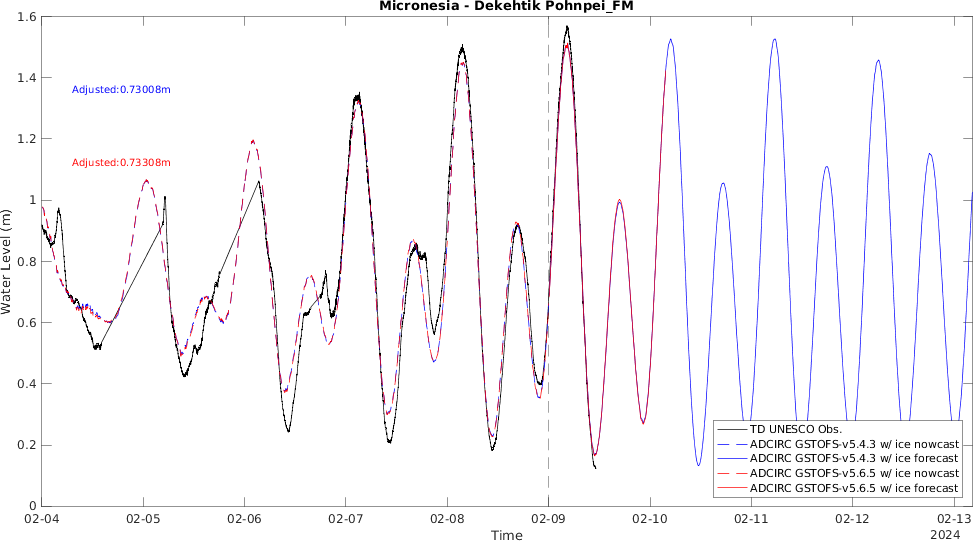 Micronesia - Dekehtik Pohnpei_FM
1.6
1.4
1.2
1
0.8
0.6
0.4
0.2
0
Water Level (m)
Adjusted:0.73008m
Adjusted:0.73308m
TD UNESCO Obs.
ADCIRC GSTOFS-v5.4.3 w/ ice nowcast
ADCIRC GSTOFS-v5.4.3 w/ ice forecast
ADCIRC GSTOFS-v5.6.5 w/ ice nowcast
ADCIRC GSTOFS-v5.6.5 w/ ice forecast
02-04 02-05 02-06 02-07 02-08 02-09 02-10 02-11 02-12 02-13
Time
2024